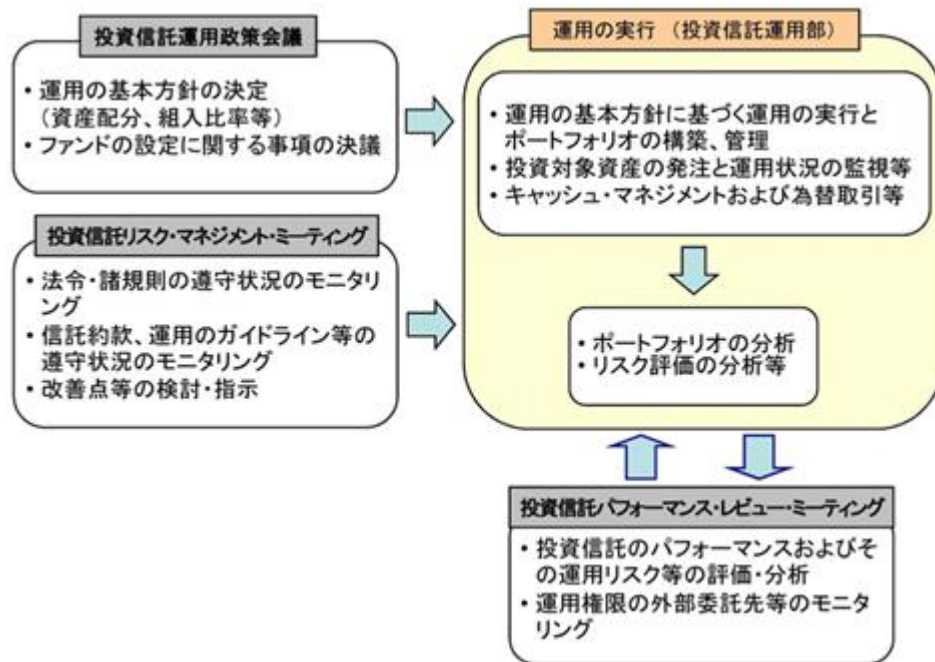 投資信託運用政策会議
・運用の基本方針の決定
（資産配分、組入比率等）
・ファンドの設定に関する事項の決議
投資信託リスク・マネジメント・ミーティング
・法令・諸規則の遵守状況のモニタリ
ング
・信託約款、運用のガイドライン等の
遵守状況のモニタリング
・改善点等の検討・指示
運用の実行 （投資信託運用部）
・運用の基本方針に基づく運用の実行と
ポートフォリオの構築、管理
・投資対象資産の発注と運用状況の監視等
・キャッシュ・マネジメントおよび為替取引等
・ポートフォリオの分析
・リスク評価の分析等
投資信託パフォーマンス・レビュー・ミーティング
・投資信託のパフォーマンスおよびそ
の運用リスク等の評価・分析
・運用権限の外部委託先等のモニタ
リング